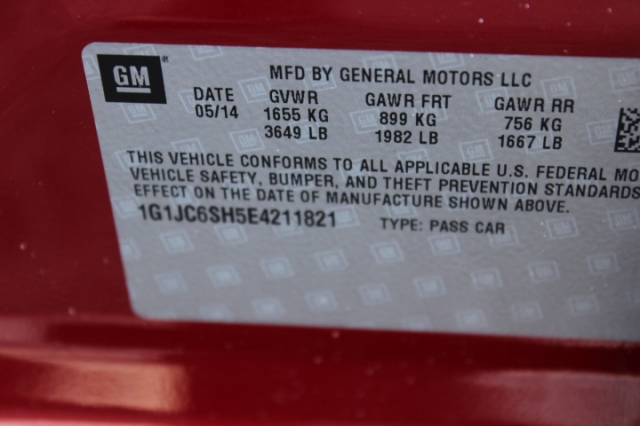 GM
MFD BY GENERAL MOTORS LLC
DATE GVWR GAWR FRT GAWR RR
05/14 1655 KG 899 KG 756 KG
3649 LB 1982 LB 1667 LB
THIS VEHICLE CONFORMS TO ALL APPLICABLE U.S. FEDERAL MO
VEHICLE SAFETY, BUMPER, AND THEFT PREVENTION STANDARDS
EFFECT ON THE DATE OF MANUFACTURE SHOWN ABOVE.
1G1JC6SH5E4211821 TYPE: PASS CAR